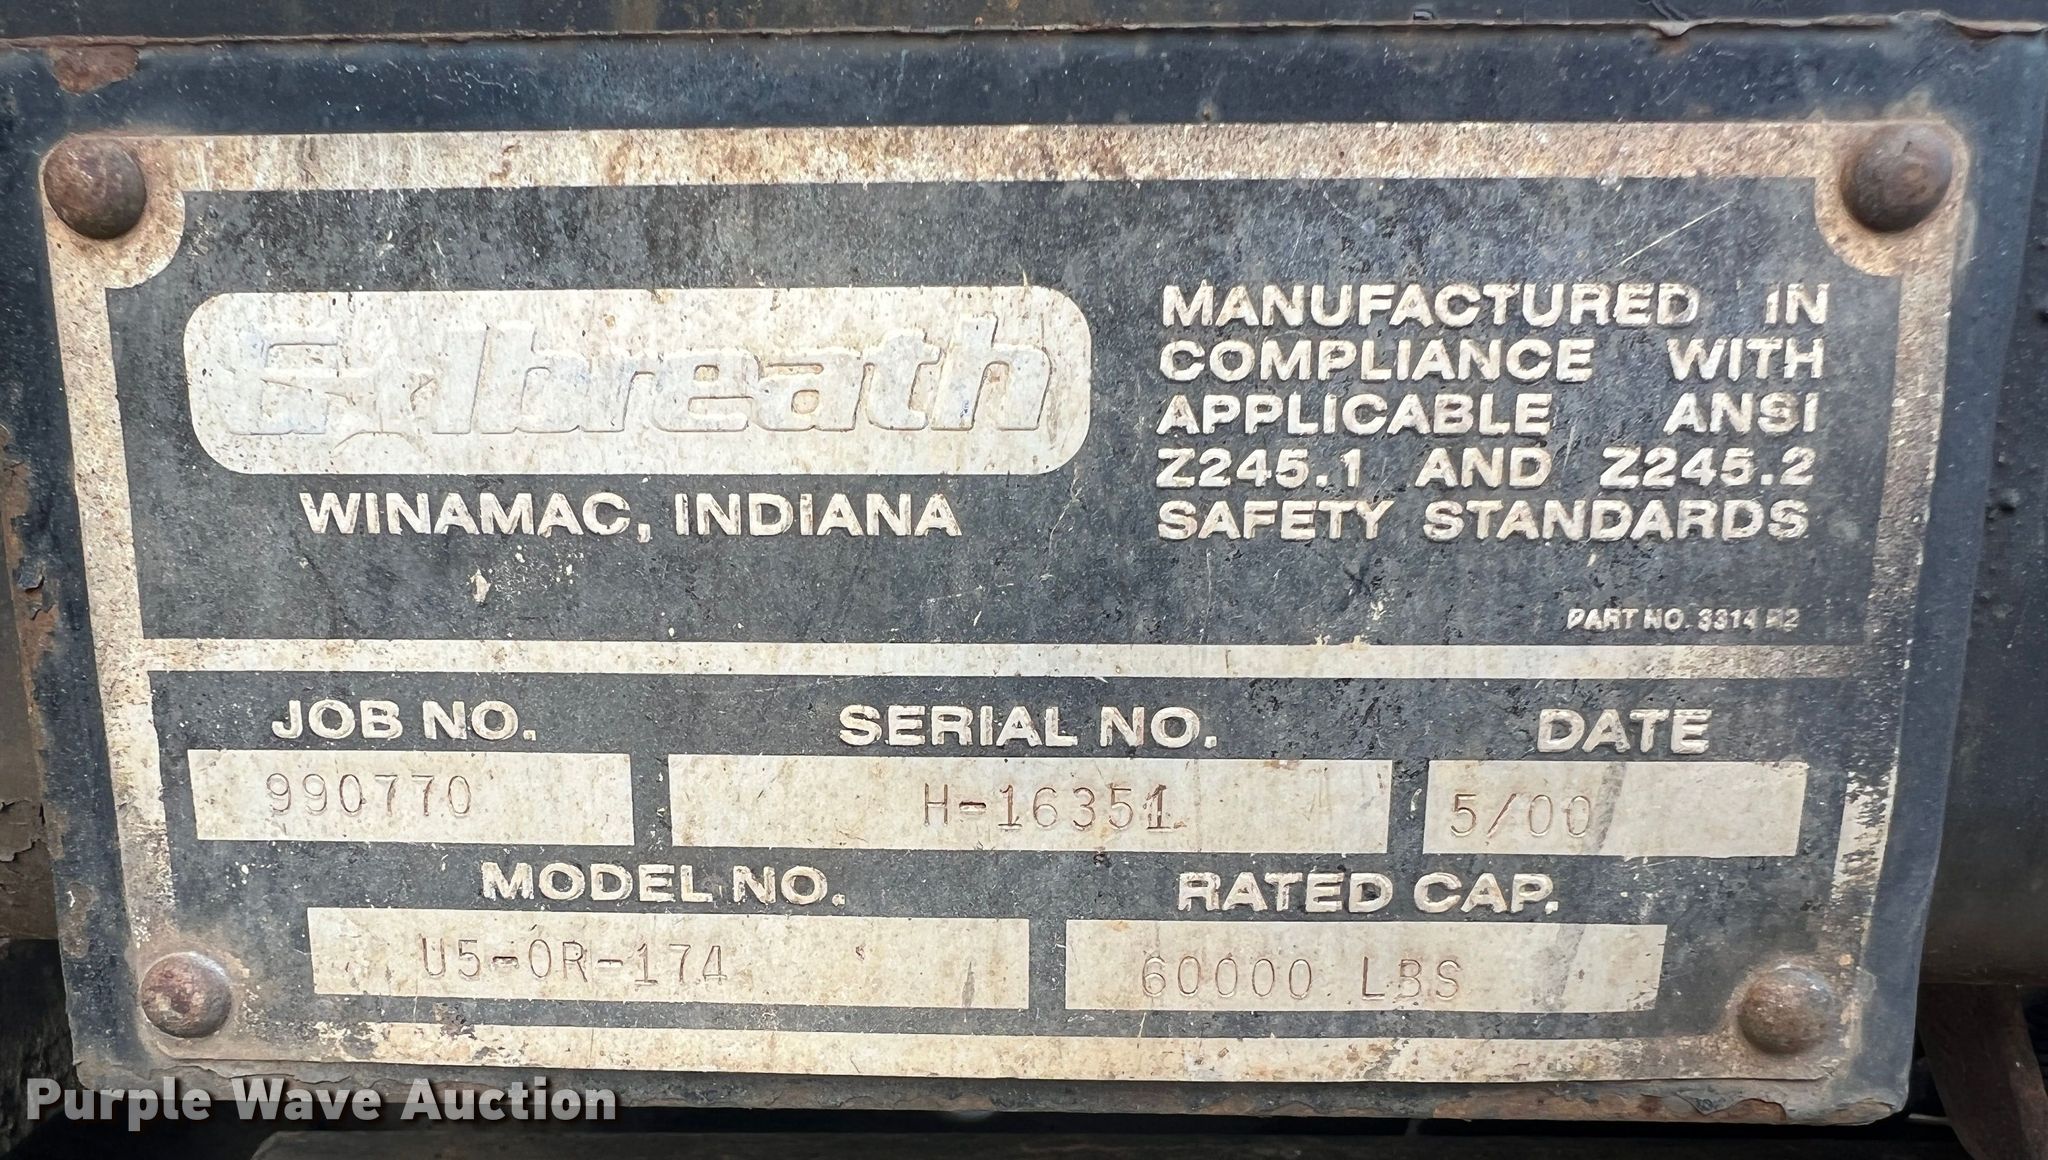 Galbreath
WINAMAC, INDIANA
MANUFACTURED IN
COMPLIANCE WITH
APPLICABLE ANSI
Z245.1 AND Z245.2
SAFETY STANDARDS
PART NO. 3314 R2
JOB NO.
990770
SERIAL NO.
H-16351
DATE
5/00
MODEL NO.
U5-OR-174
RATED CAP.
60000 LBS
Purple Wave Auction